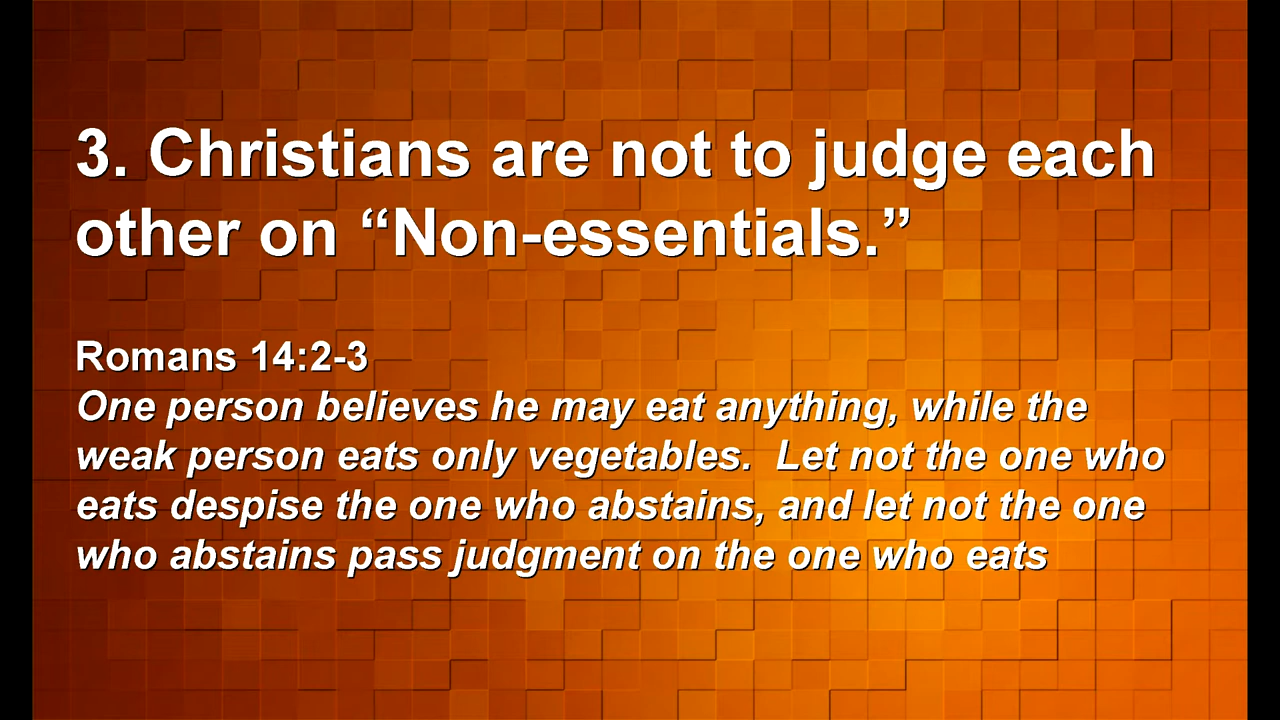 3. Christians are not to judge each
other on “Non-essentials.”
Romans 14:2-3
One person believes he may eat anything, while the
weak person eats only vegetables.  Let not the one who
eats despise the one who abstains, and let not the one
who abstains pass judgment on the one who eats